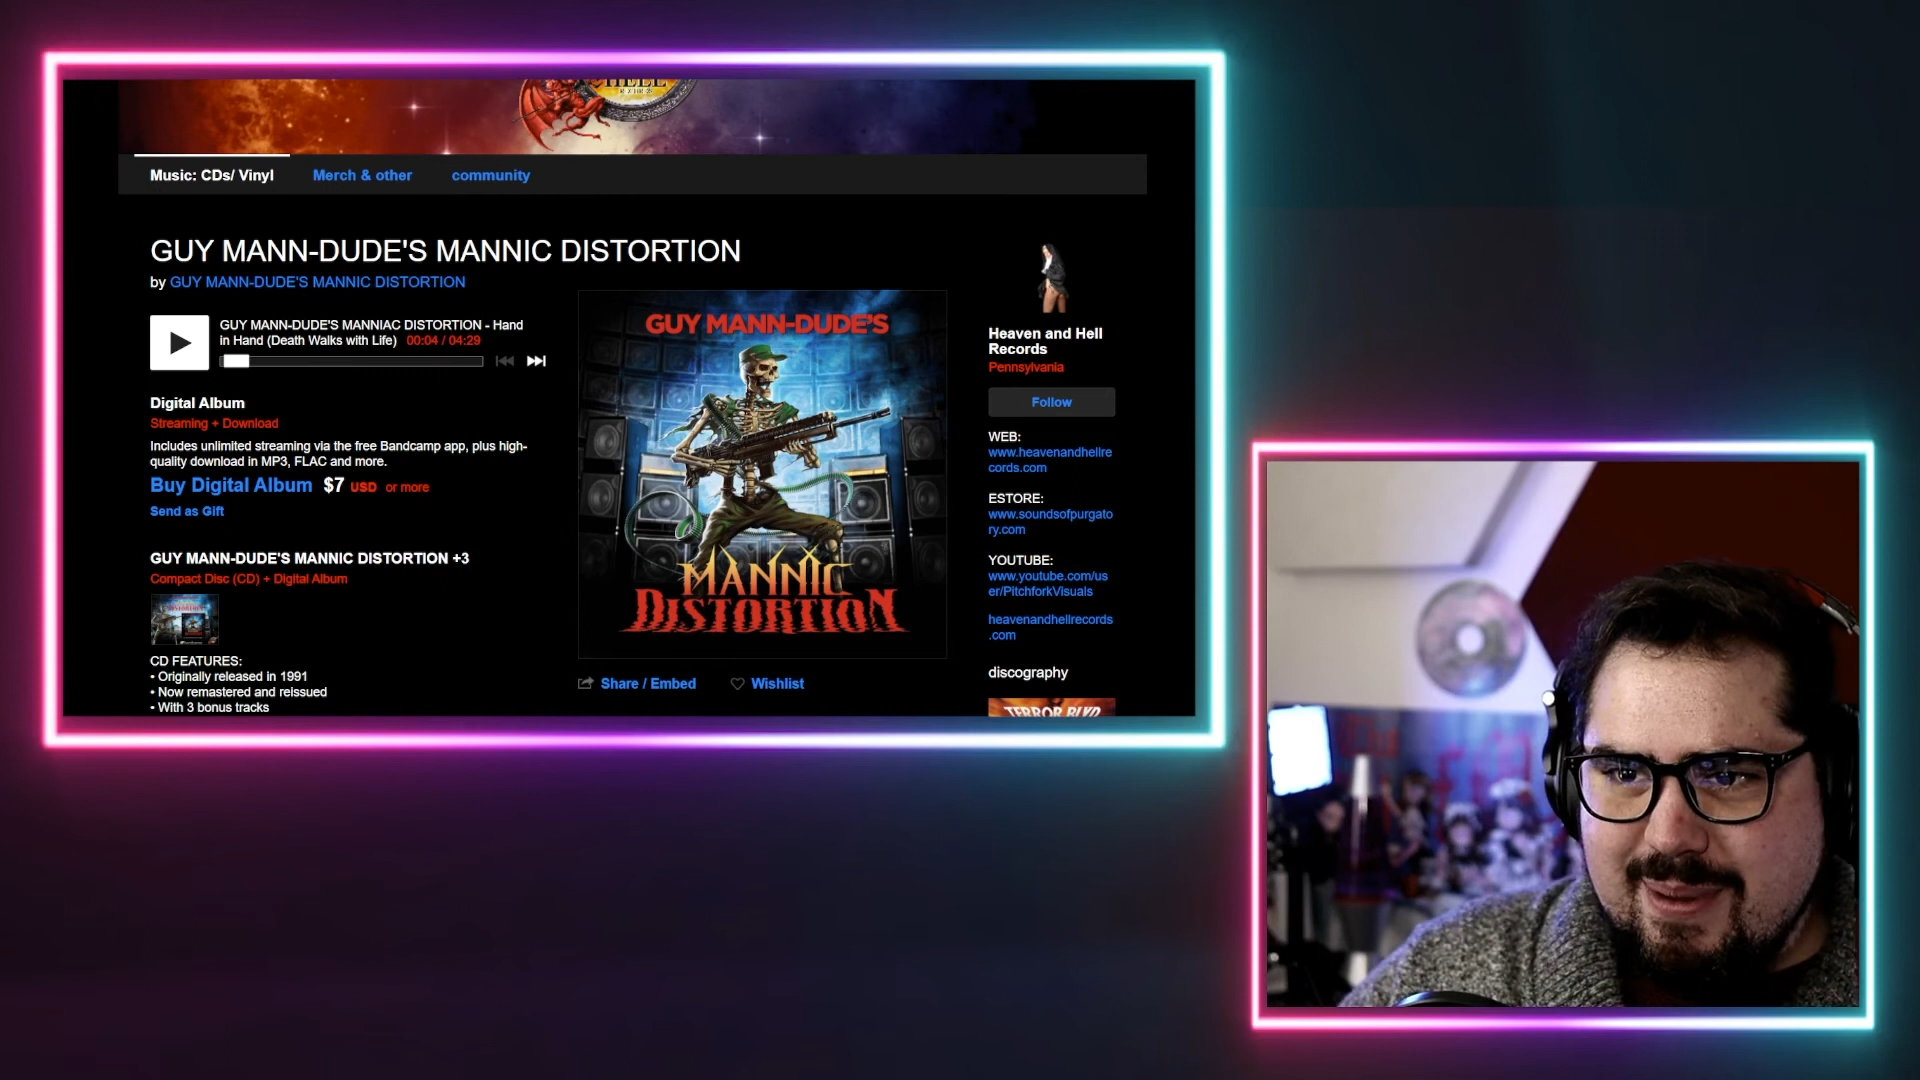 HELL
Music: CDs/ Vinyl
Merch & other
community
GUY MANN-DUDE'S MANNIC DISTORTION
by GUY MANN-DUDE'S MANNIC DISTORTION
GUY MANN-DUDE'S MANNIAC DISTORTION - Hand
in Hand (Death Walks with Life) 00:04 / 04:29
Digital Album
Streaming + Download
Includes unlimited streaming via the free Bandcamp app, plus high-
quality download in MP3, FLAC and more.
Buy Digital Album $7 USD or more
Send as Gift
GUY MANN-DUDE'S MANNIC DISTORTION +3
Compact Disc (CD) + Digital Album
CD FEATURES:
• Originally released in 1991
• Now remastered and reissued
• With 3 bonus tracks
GUY MANN-DUDE'S
MANNIC
DISTORTION
Share / Embed
Wishlist
Heaven and Hell
Records
Pennsylvania
Follow
WEB:
www.heavenandhellre
cords.com
ESTORE:
www.soundsofpurgato
ry.com
YOUTUBE:
www.youtube.com/us
er/PitchforkVisuals
heavenandhellrecords
.com
discography
TERROR BLVD